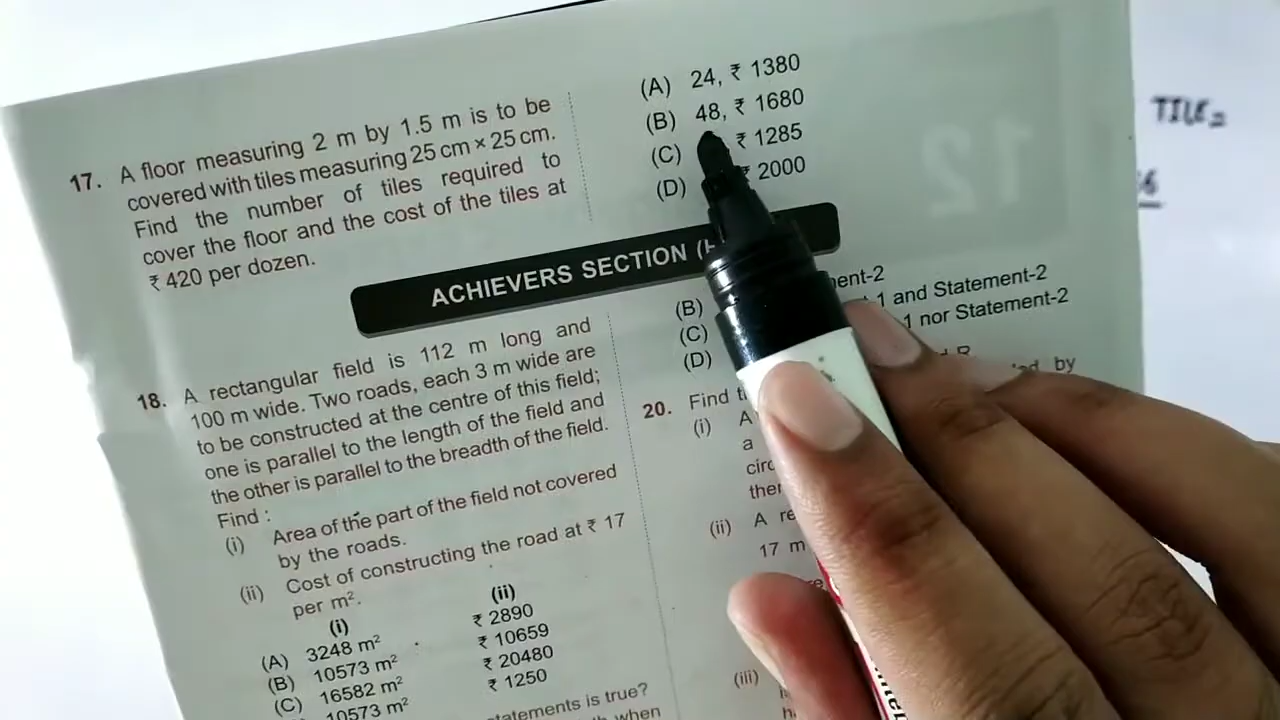 17. A floor measuring 2 m by 1.5 m is to be
covered with tiles measuring 25 cm × 25 cm.
Find the number of tiles required to
cover the floor and the cost of the tiles at
₹ 420 per dozen.
(A) 24, ₹ 1380
(B) 48, ₹ 1680
(C) ₹ 1285
(D) ₹ 2000
TILE =
6
12
ACHIEVERS SECTION (H
18. A rectangular field is 112 m long and
100 m wide. Two roads, each 3 m wide are
to be constructed at the centre of this field;
one is parallel to the length of the field and
the other is parallel to the breadth of the field.
Find :
(i) Area of the part of the field not covered
by the roads.
(ii) Cost of constructing the road at ₹ 17
per m².
(i) (ii)
(A) 3248 m² ₹ 2890
(B) 10573 m² ₹ 10659
(C) 16582 m² ₹ 20480
10573 m² ₹ 1250
statements is true?
when
(B) ment-2
(C) 1 and Statement-2
(D) 1 nor Statement-2
R
by
20. Find
(i) A
a
circ
ther
(ii) A re
17 m
(iii)